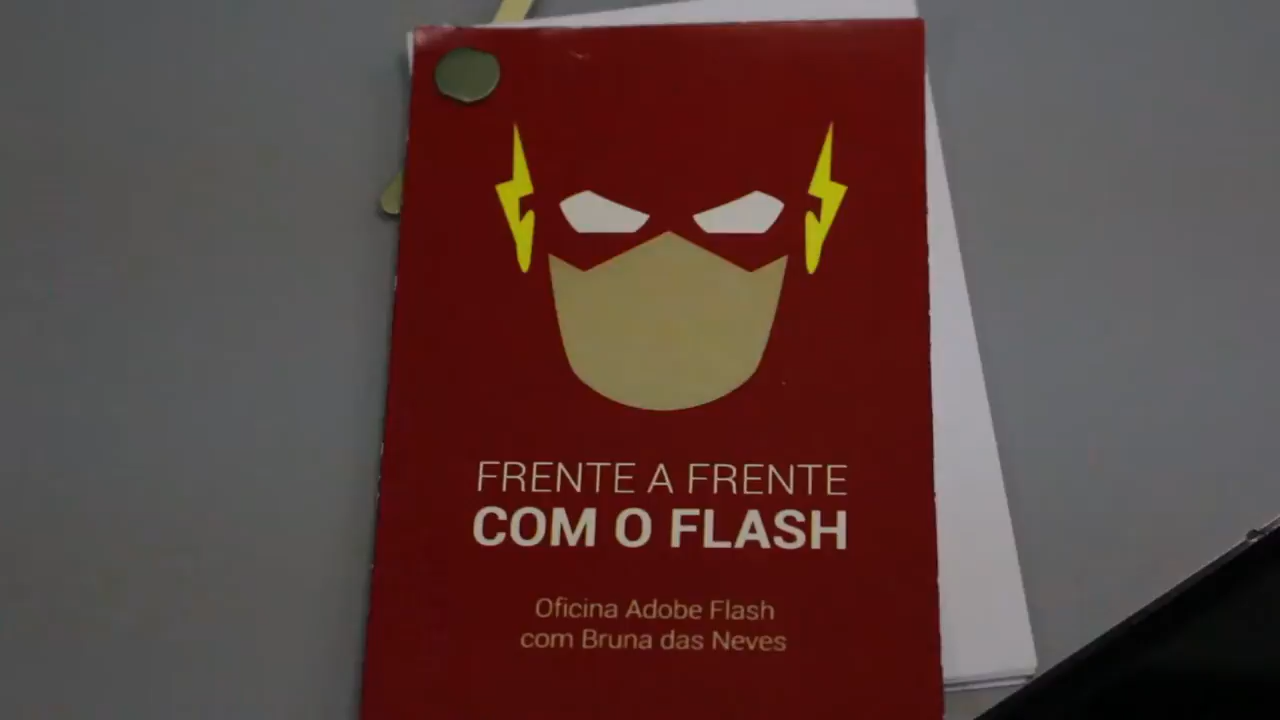 FRENTE A FRENTE
COM O FLASH
Oficina Adobe Flash
com Bruna das Neves